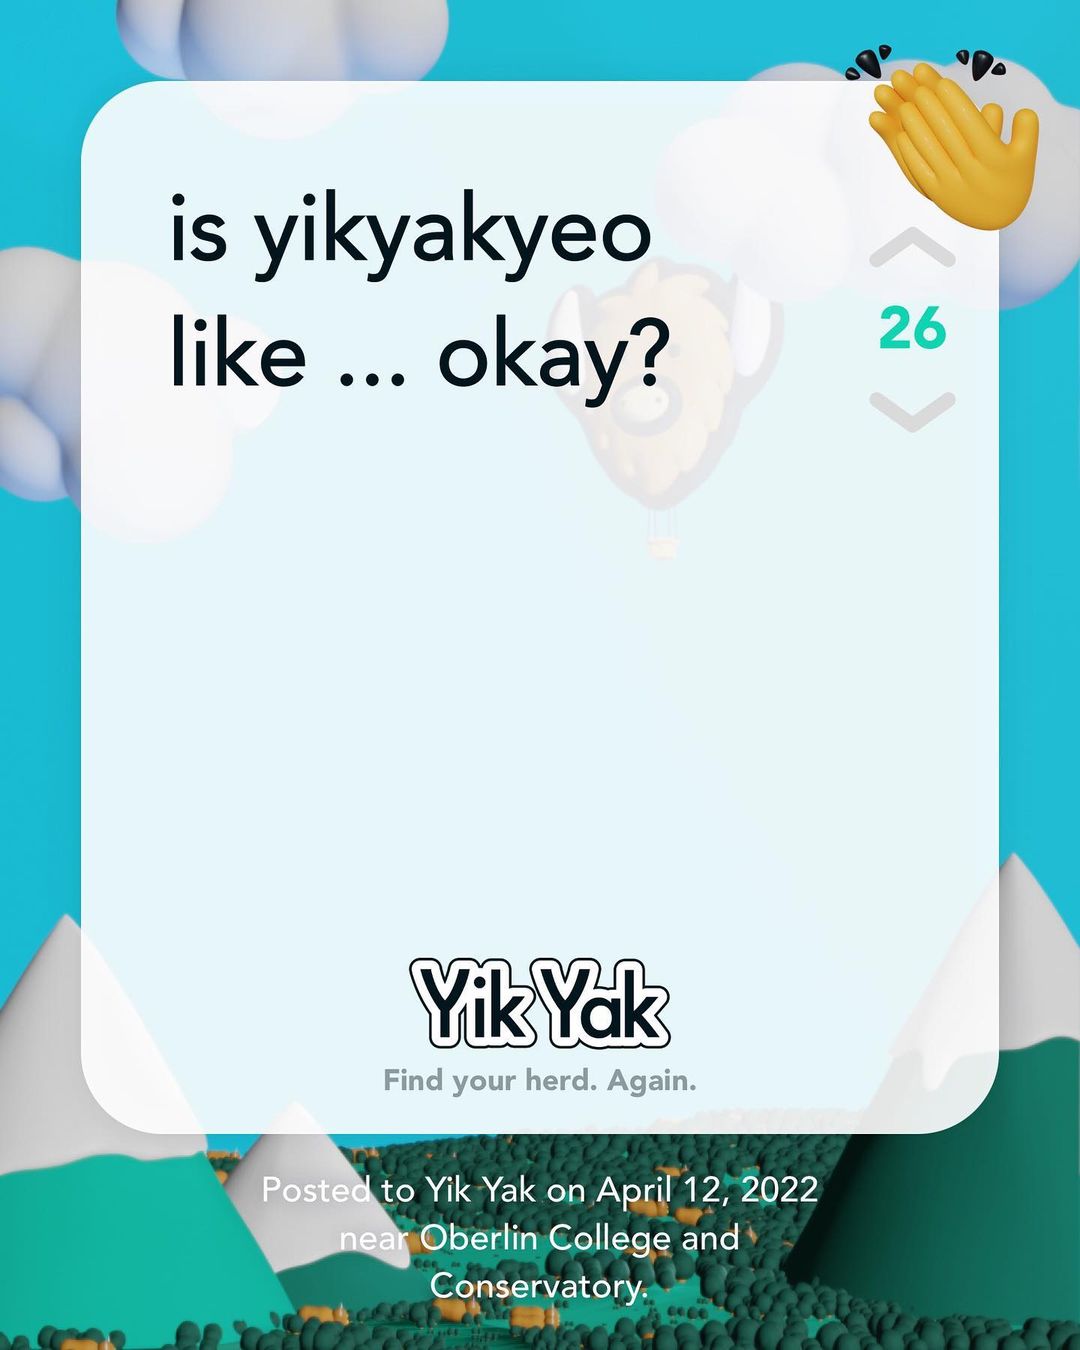 is yikyakyeo
like ... okay?
26
Yik Yak
Find your herd. Again.
Posted to Yik Yak on April 12, 2022
near Oberlin College and
Conservatory.